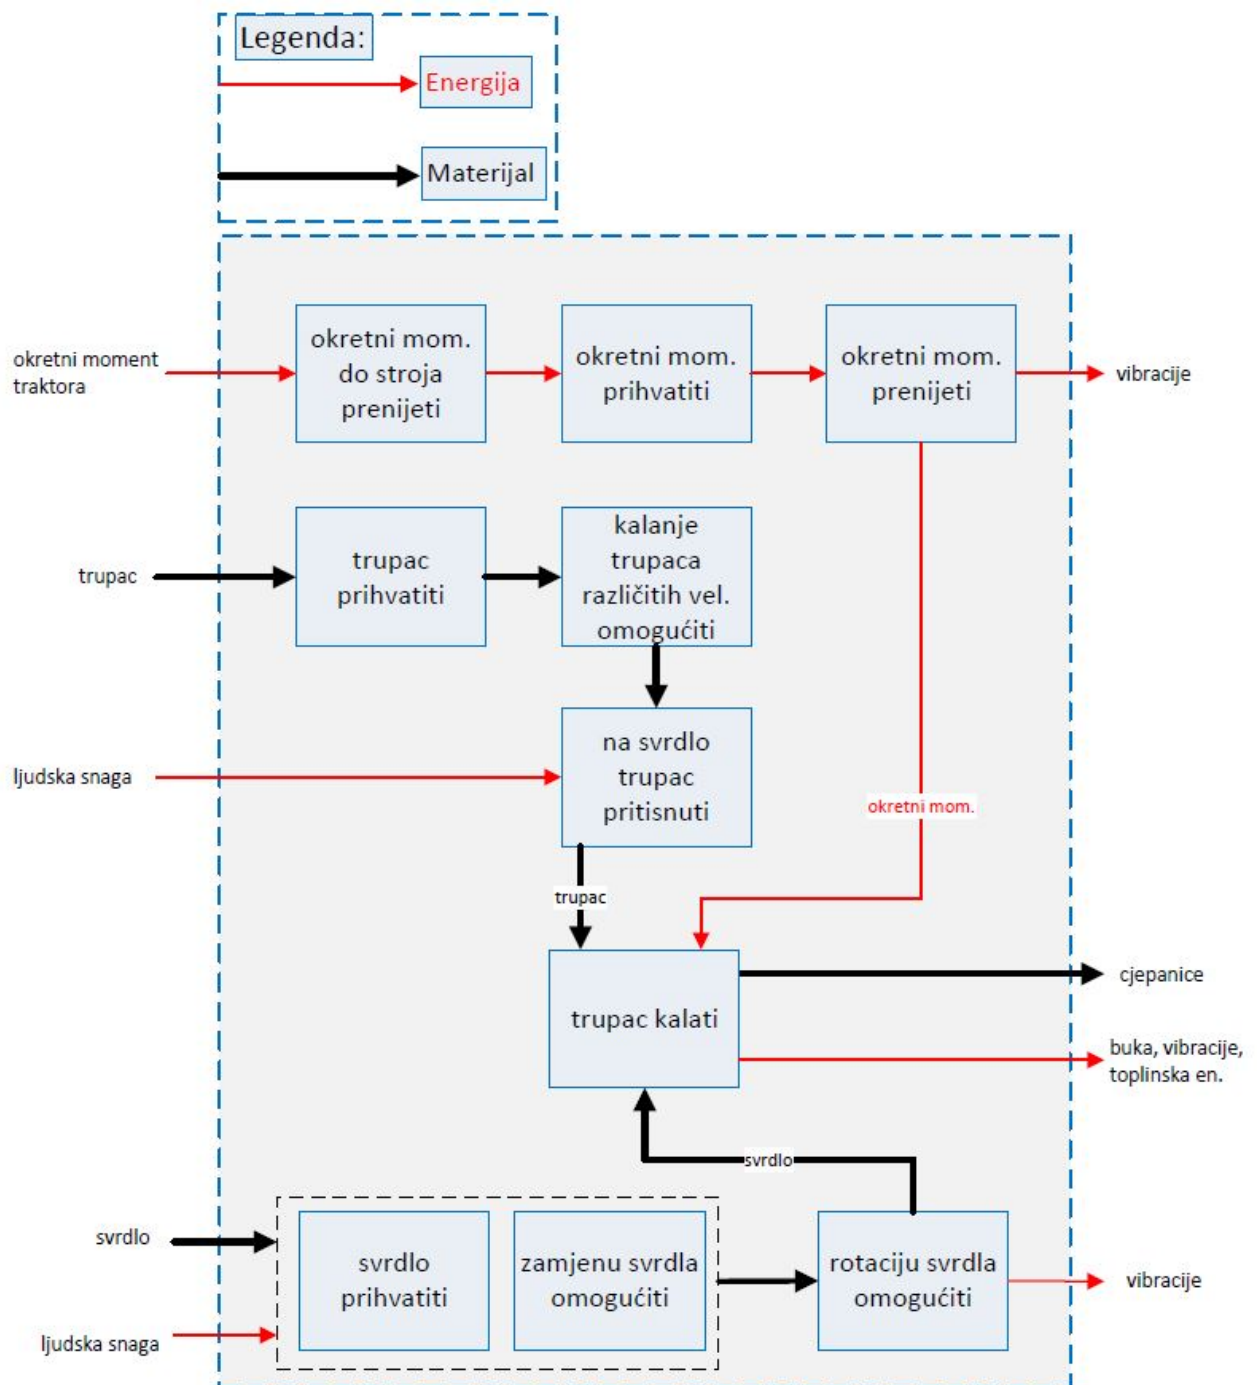 Legenda:
Energija
Materijal
okretni moment
traktora
okretni mom.
do stroja
prenijeti
okretni mom.
prihvatiti
okretni mom.
prenijeti
vibracije
trupac
trupac
prihvatiti
kalanje
trupaca
različitih vel.
omogućiti
ljudska snaga
na svrdlo
trupac
pritisnuti
okretni mom.
trupac
trupac kalati
cjepanice
buka, vibracije,
toplinska en.
svrdlo
svrdlo
ljudska snaga
svrdlo
prihvatiti
zamjenu svrdla
omogućiti
rotaciju svrdla
omogućiti
vibracije